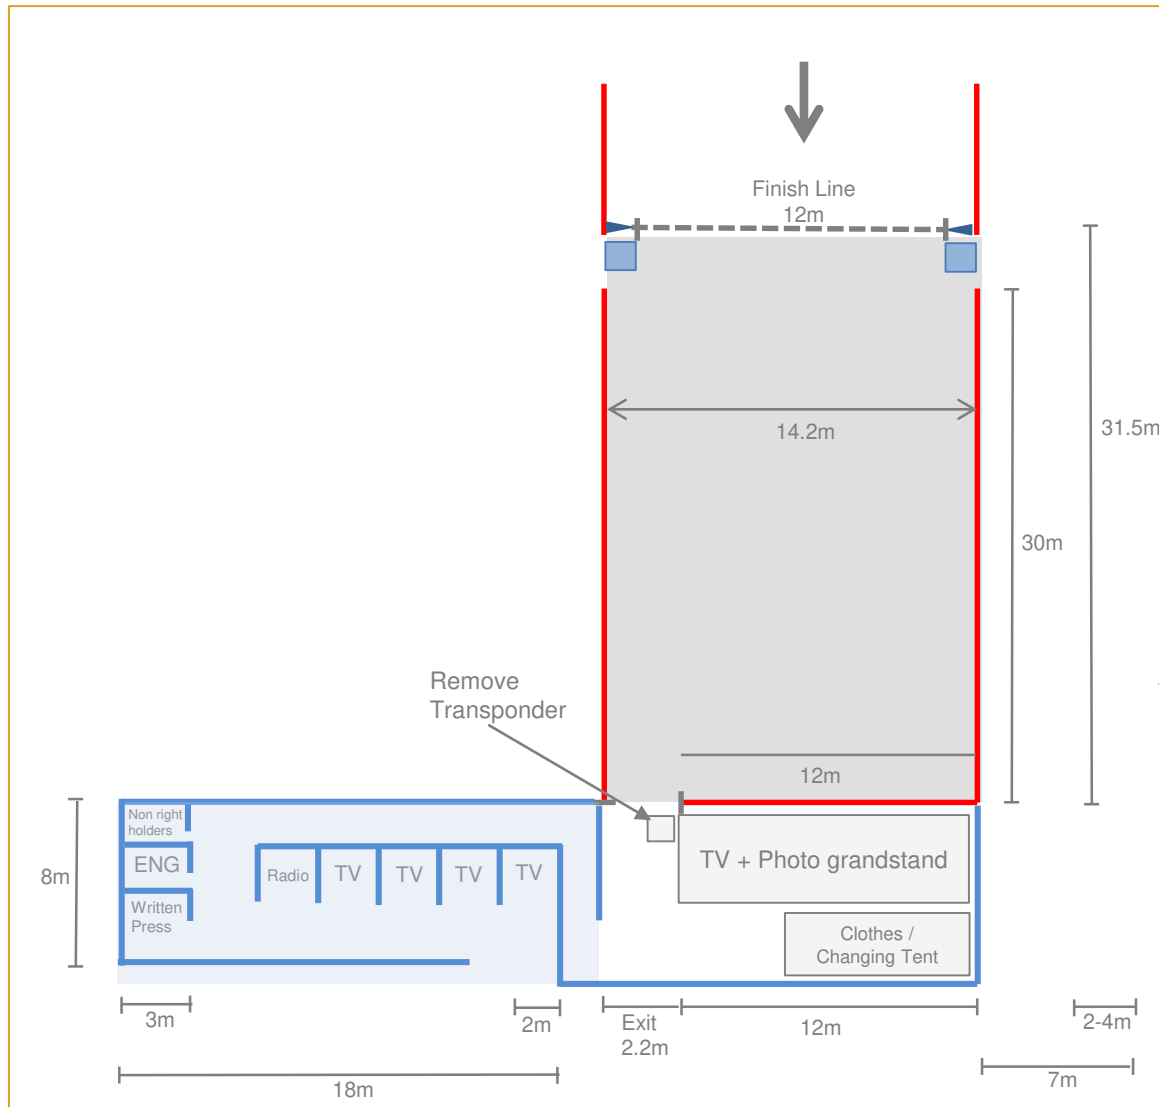 Finish Line
12m
14.2m
31.5m
30m
Remove
Transponder
12m
Non right
holders
ENG
Written
Press
8m
Radio
TV
TV
TV
TV
TV + Photo grandstand
Clothes /
Changing Tent
3m
2m
Exit
2.2m
12m
2-4m
18m
7m